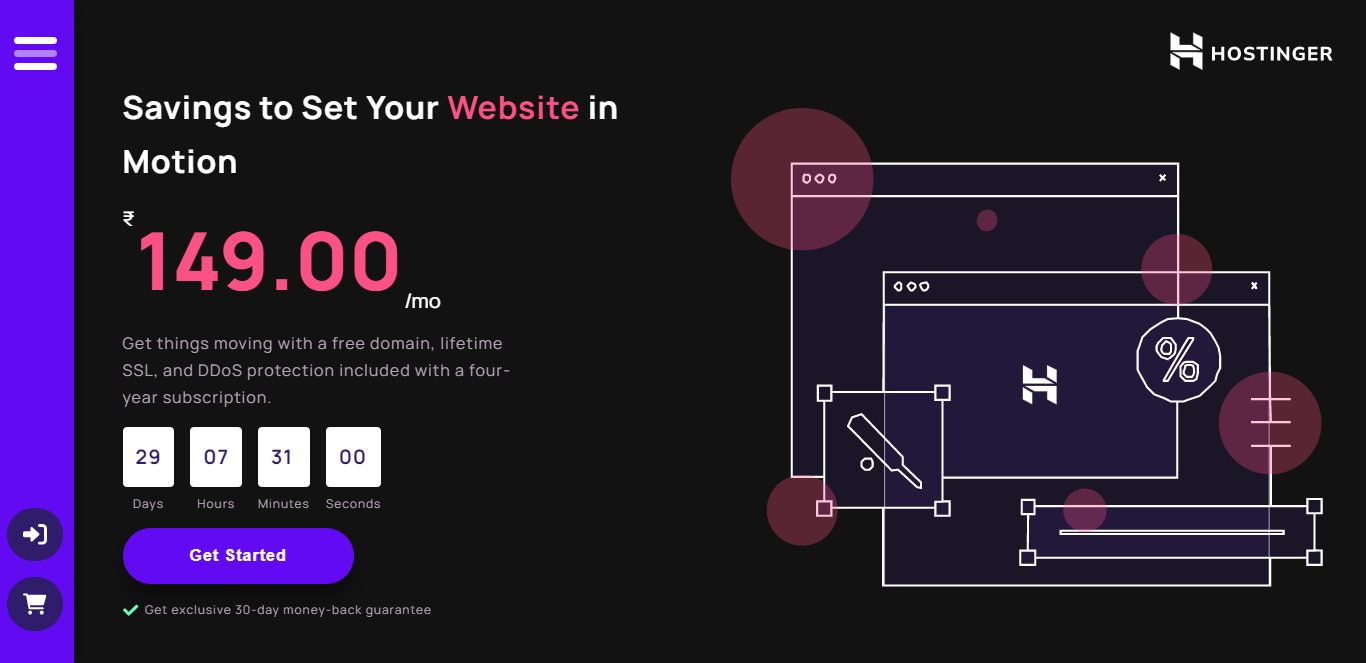 HOSTINGER
Savings to Set Your Website in
Motion
₹
149.00
/mo
Get things moving with a free domain, lifetime
SSL, and DDoS protection included with a four-
year subscription.
29 07 31 00
Days Hours Minutes Seconds
Get Started
Get exclusive 30-day money-back guarantee
%